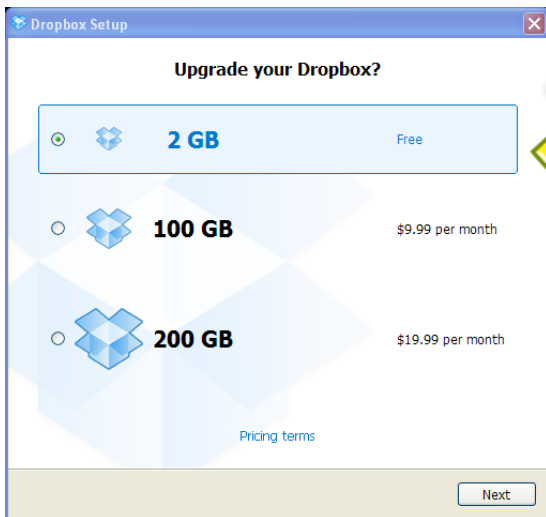 Dropbox Setup
Upgrade your Dropbox?
2 GB Free
100 GB $9.99 per month
200 GB $19.99 per month
Pricing terms
Next